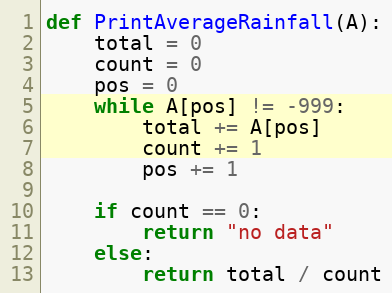 1 def PrintAverageRainfall(A):
2     total = 0
3     count = 0
4     pos = 0
5     while A[pos] != -999:
6         total += A[pos]
7         count += 1
8         pos += 1
9
10     if count == 0:
11         return "no data"
12     else:
13         return total / count